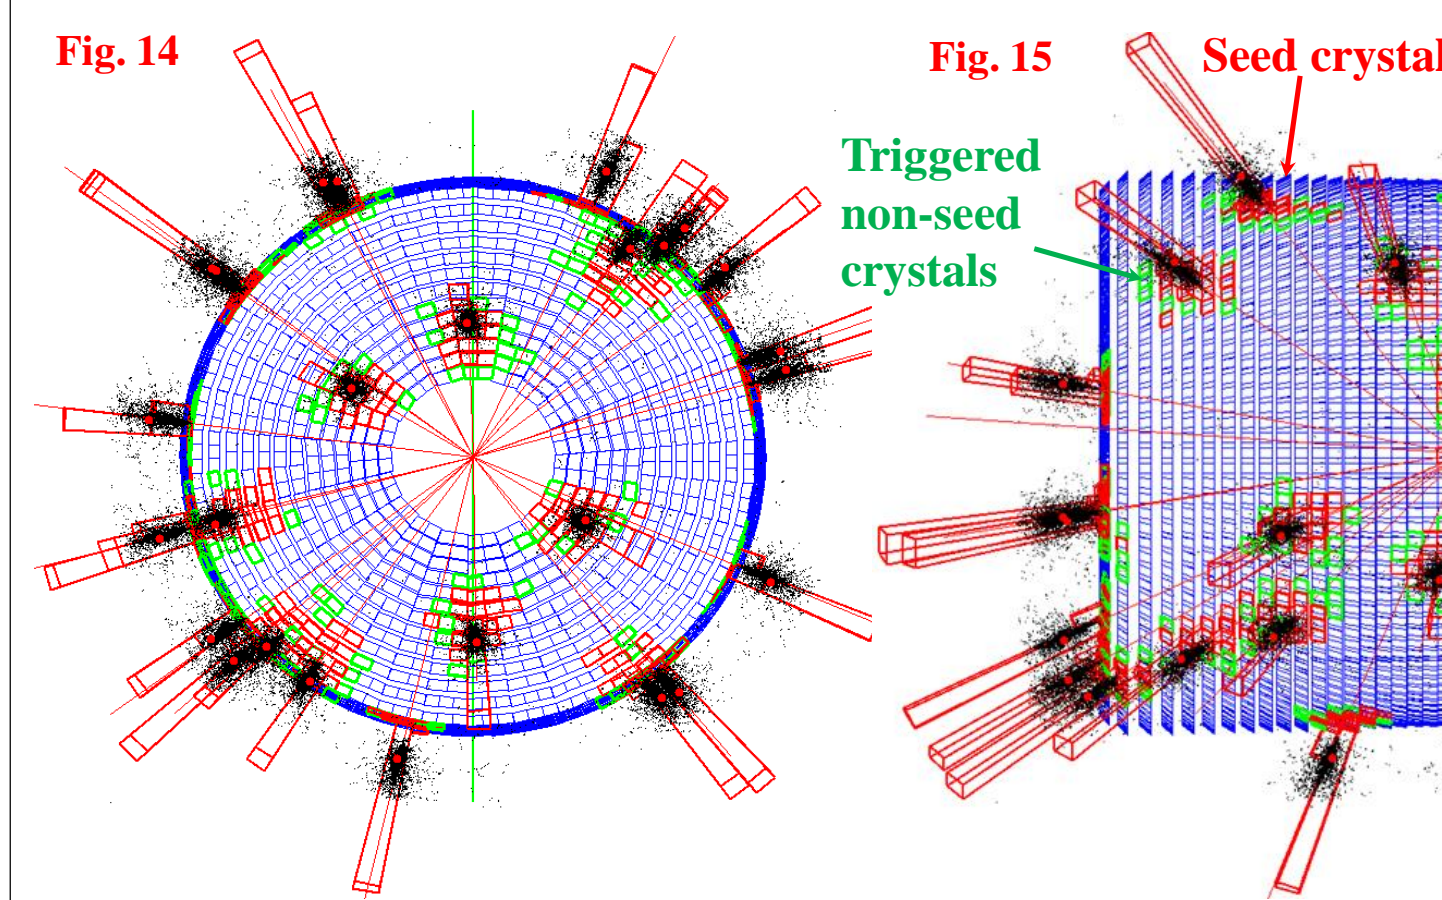 Fig. 14
Fig. 15
Seed crystal
Triggered
non-seed
crystals